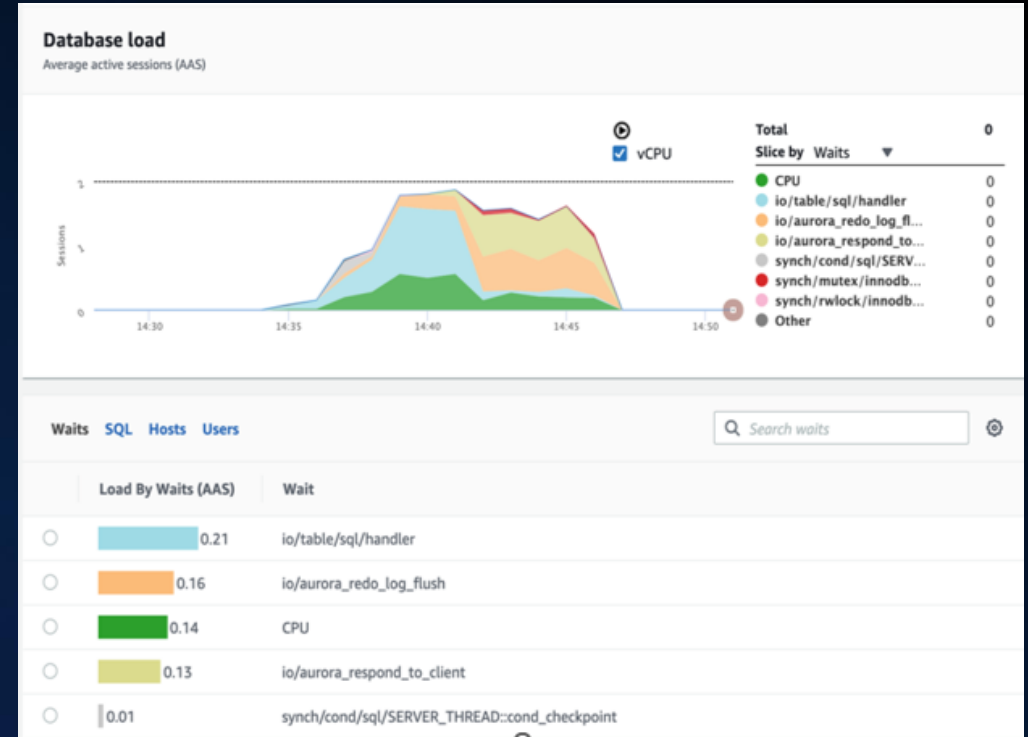 Database load
Average active sessions (AAS)
vCPU
Sessions
2
1
0
14:30
14:35
14:40
14:45
14:50
Total 0
Slice by Waits
CPU 0
io/table/sql/handler 0
io/aurora_redo_log_fl... 0
io/aurora_respond_to... 0
synch/cond/sql/SERV... 0
synch/mutex/innodb... 0
synch/rwlock/innodb... 0
Other 0
Waits SQL Hosts Users
Search waits
Load By Waits (AAS) Wait
0.21 io/table/sql/handler
0.16 io/aurora_redo_log_flush
0.14 CPU
0.13 io/aurora_respond_to_client
0.01 synch/cond/sql/SERVER_THREAD::cond_checkpoint